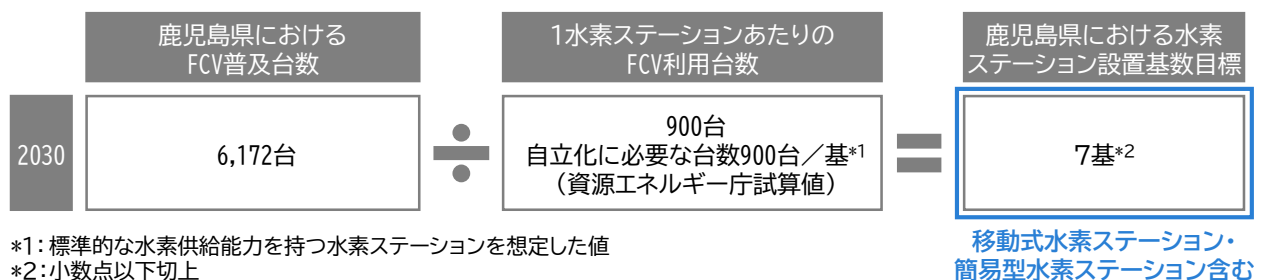 鹿児島県における
FCV普及台数
1水素ステーションあたりの
FCV利用台数
鹿児島県における水素
ステーション設置基数目標
2030
6,172台
÷
900台
自立化に必要な台数900台／基*1
（資源エネルギー庁試算値）
=
7基*2
*1：標準的な水素供給能力を持つ水素ステーションを想定した値
*2：小数点以下切上
移動式水素ステーション・
簡易型水素ステーション含む